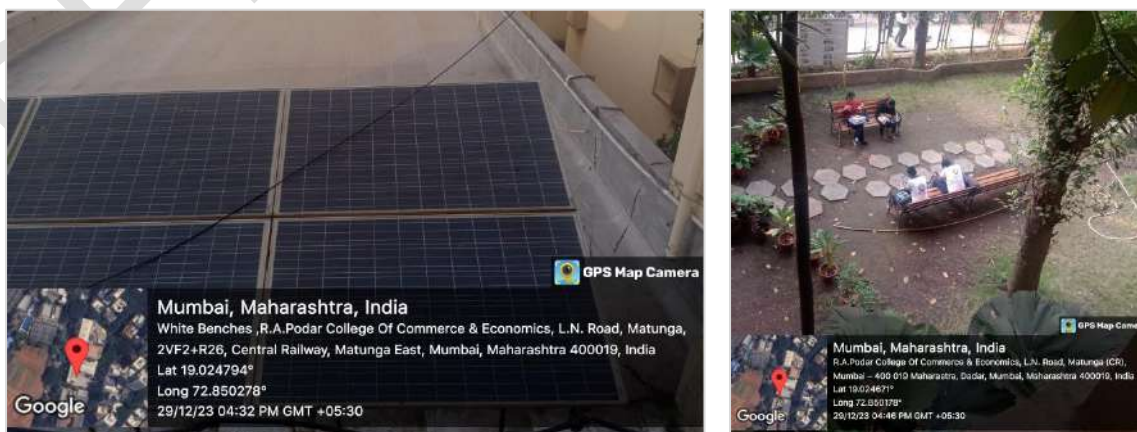 GPS Map Camera
Mumbai, Maharashtra, India
White Benches ,R.A.Podar College Of Commerce & Economics, L.N. Road, Matunga,
2VF2+R26, Central Railway, Matunga East, Mumbai, Maharashtra 400019, India
Lat 19.024794°
Long 72.850278°
29/12/23 04:32 PM GMT +05:30
Google
GPS Map Camera
Mumbai, Maharashtra, India
R.A.Podar College Of Commerce & Economics, L.N. Road, Matunga (CR),
Mumbai – 400 019 Maharastra, Dadar, Mumbai, Maharashtra 400019, India
Lat 19.024671°
Long 72.850178°
29/12/23 04:46 PM GMT +05:30
Google